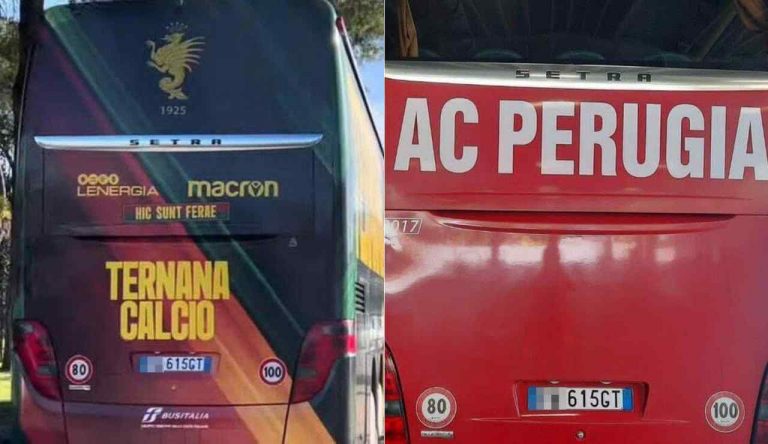 1925
SETRA
LENERGIA macron
HIC SUNT FERAE
TERNANA
CALCIO
80 615GT 100
BUSITALIA
SETRA
AC PERUGIA
017
80 615GT 100